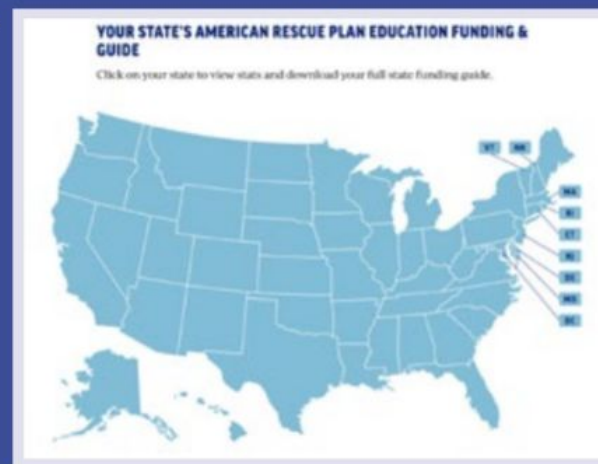 YOUR STATE'S AMERICAN RESCUE PLAN EDUCATION FUNDING &
GUIDE
Click on your state to view stats and download your full state funding guide.
VT NH
MA
RI
CT
NJ
DE
MD
DC